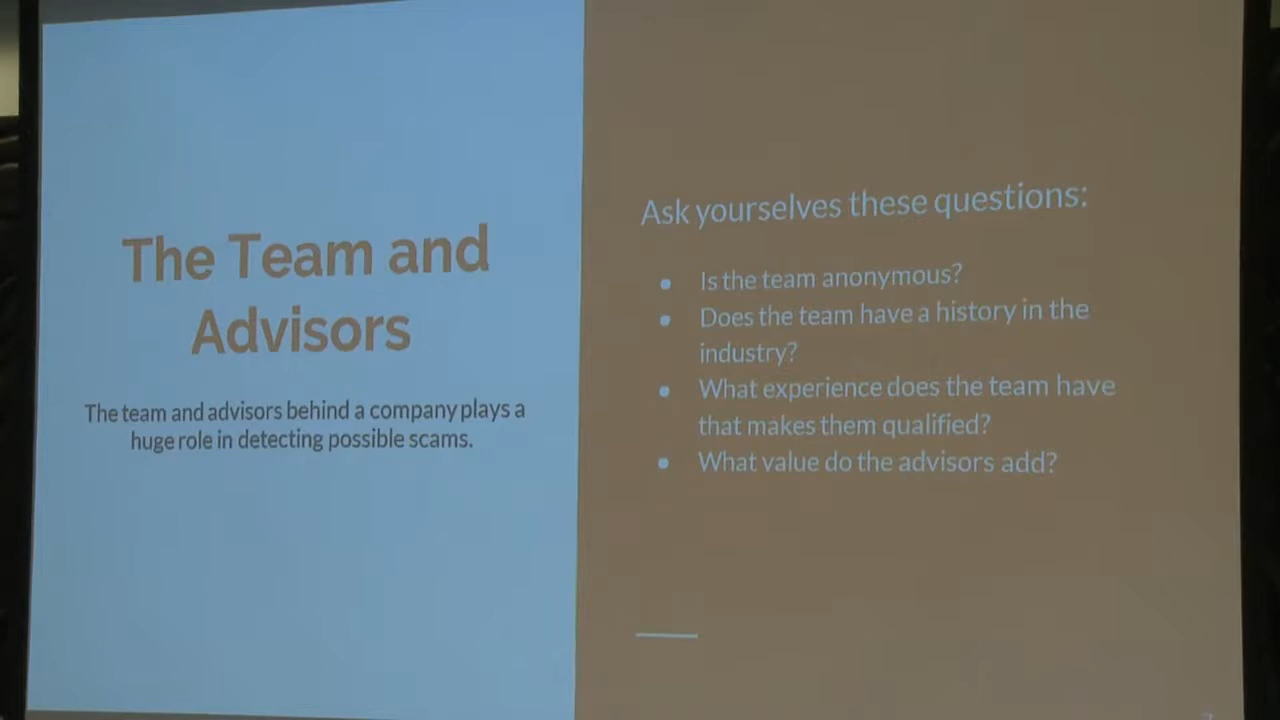 The Team and
Advisors
The team and advisors behind a company plays a
huge role in detecting possible scams.
Ask yourselves these questions:
• Is the team anonymous?
• Does the team have a history in the
industry?
• What experience does the team have
that makes them qualified?
• What value do the advisors add?